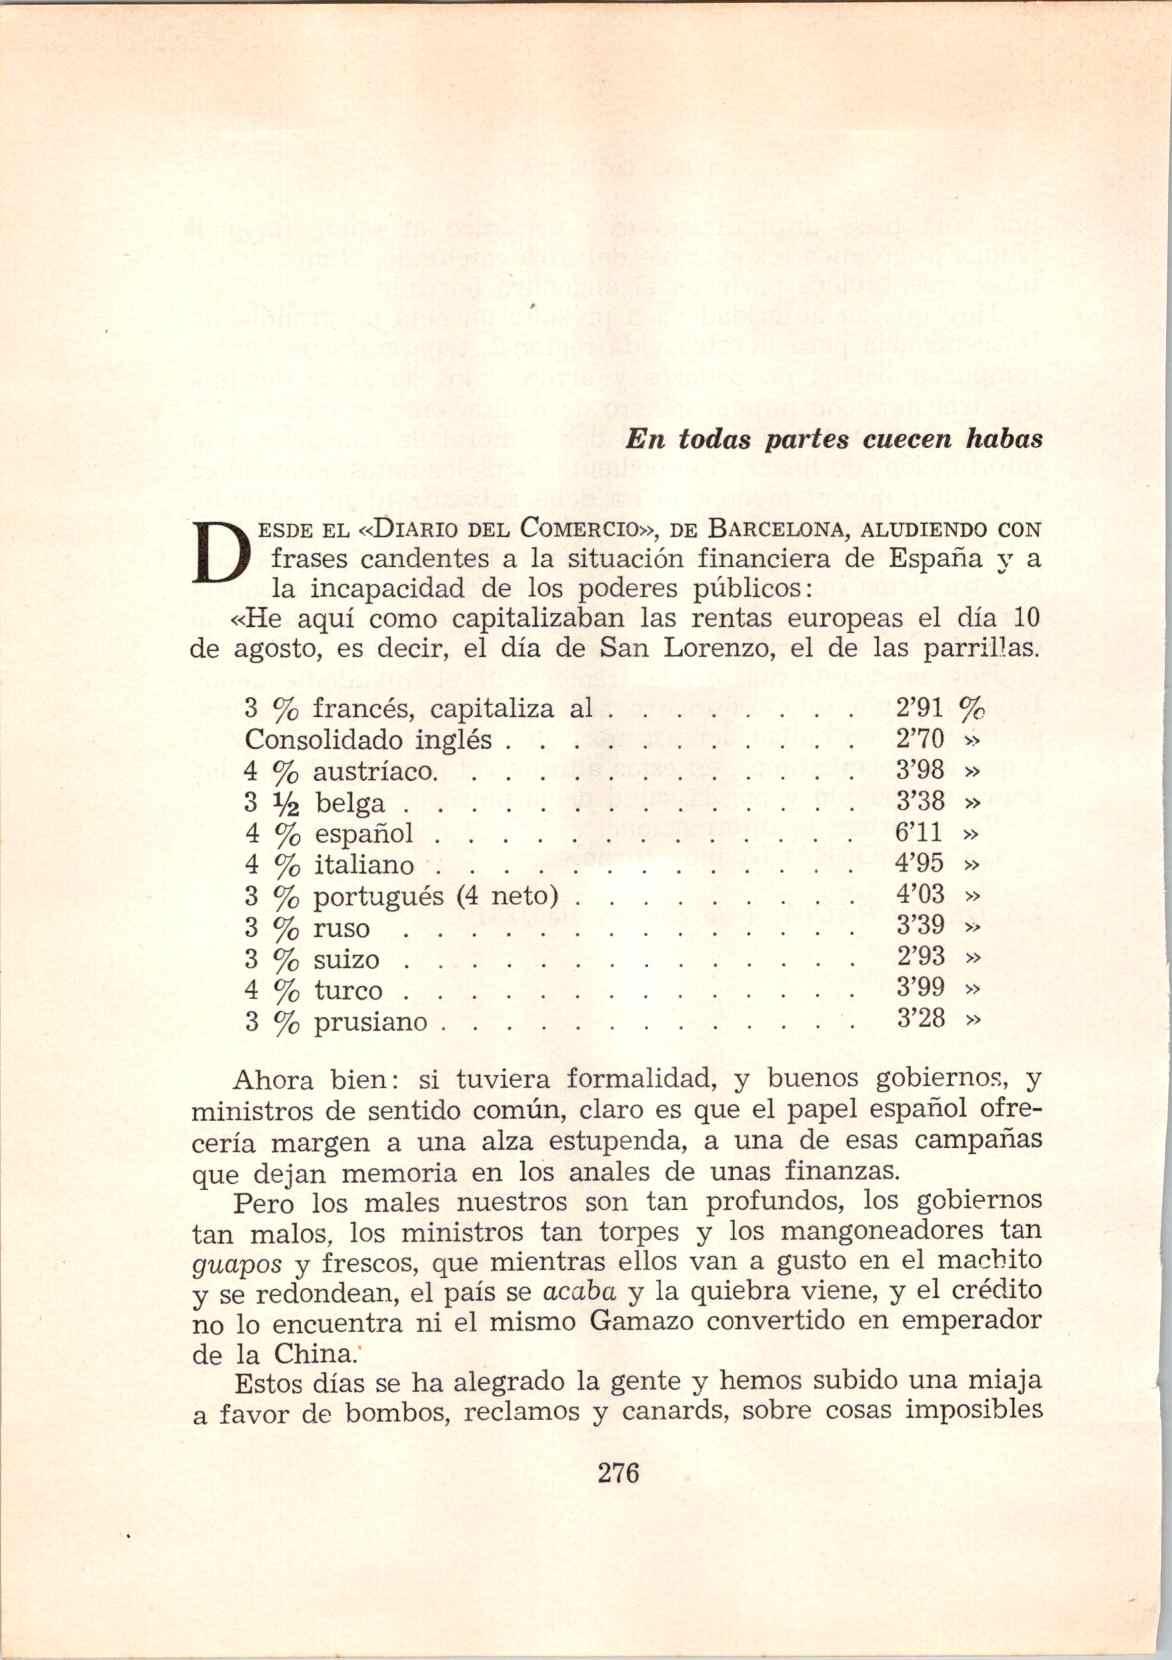 En todas partes cuecen habas
DESDE EL «DIARIO DEL COMERCIO», DE BARCELONA, ALUDIENDO CON
frases candentes a la situación financiera de España y a
la incapacidad de los poderes públicos:
«He aquí como capitalizaban las rentas europeas el día 10
de agosto, es decir, el día de San Lorenzo, el de las parrillas.
3 % francés, capitaliza al . . . . . . . . 2’91 %
Consolidado inglés . . . . . . . . . . . 2’70 »
4 % austríaco. . . . . . . . . . . . . . 3’98 »
3 ½ belga . . . . . . . . . . . . . . 3’38 »
4 % español . . . . . . . . . . . . . 6’11 »
4 % italiano . . . . . . . . . . . . . 4’95 »
3 % portugués (4 neto) . . . . . . . . . 4’03 »
3 % ruso . . . . . . . . . . . . . . 3’39 »
3 % suizo . . . . . . . . . . . . . . 2’93 »
4 % turco . . . . . . . . . . . . . . 3’99 »
3 % prusiano . . . . . . . . . . . . . 3’28 »
Ahora bien: si tuviera formalidad, y buenos gobiernos, y
ministros de sentido común, claro es que el papel español ofre-
cería margen a una alza estupenda, a una de esas campañas
que dejan memoria en los anales de unas finanzas.
Pero los males nuestros son tan profundos, los gobiernos
tan malos, los ministros tan torpes y los mangoneadores tan
guapos y frescos, que mientras ellos van a gusto en el machito
y se redondean, el país se acaba y la quiebra viene, y el crédito
no lo encuentra ni el mismo Gamazo convertido en emperador
de la China.
Estos días se ha alegrado la gente y hemos subido una miaja
a favor de bombos, reclamos y canards, sobre cosas imposibles
276